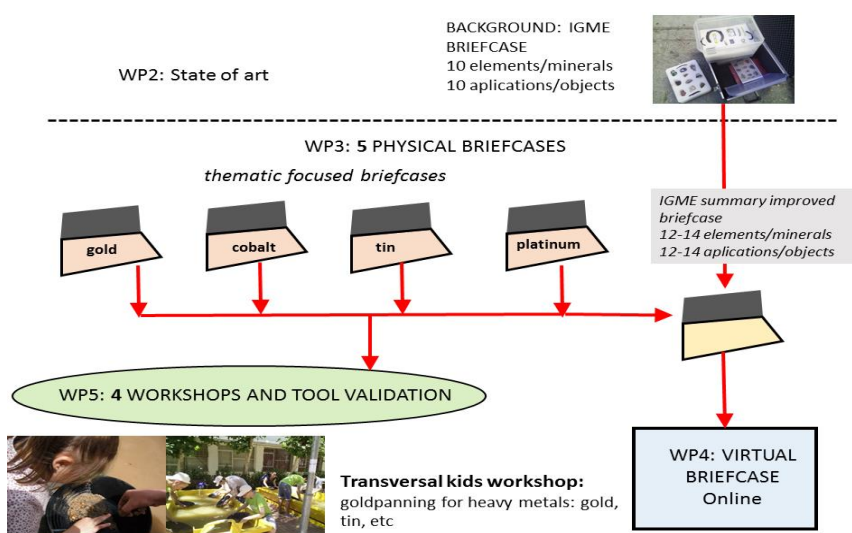 BACKGROUND: IGME
BRIEFCASE
10 elements/minerals
10 aplications/objects
WP2: State of art
WP3: 5 PHYSICAL BRIEFCASES
thematic focused briefcases
IGME summary improved
briefcase
12-14 elements/minerals
12-14 aplications/objects
gold
cobalt
tin
platinum
WP5: 4 WORKSHOPS AND TOOL VALIDATION
WP4: VIRTUAL
BRIEFCASE
Online
Transversal kids workshop:
goldpanning for heavy metals: gold,
tin, etc